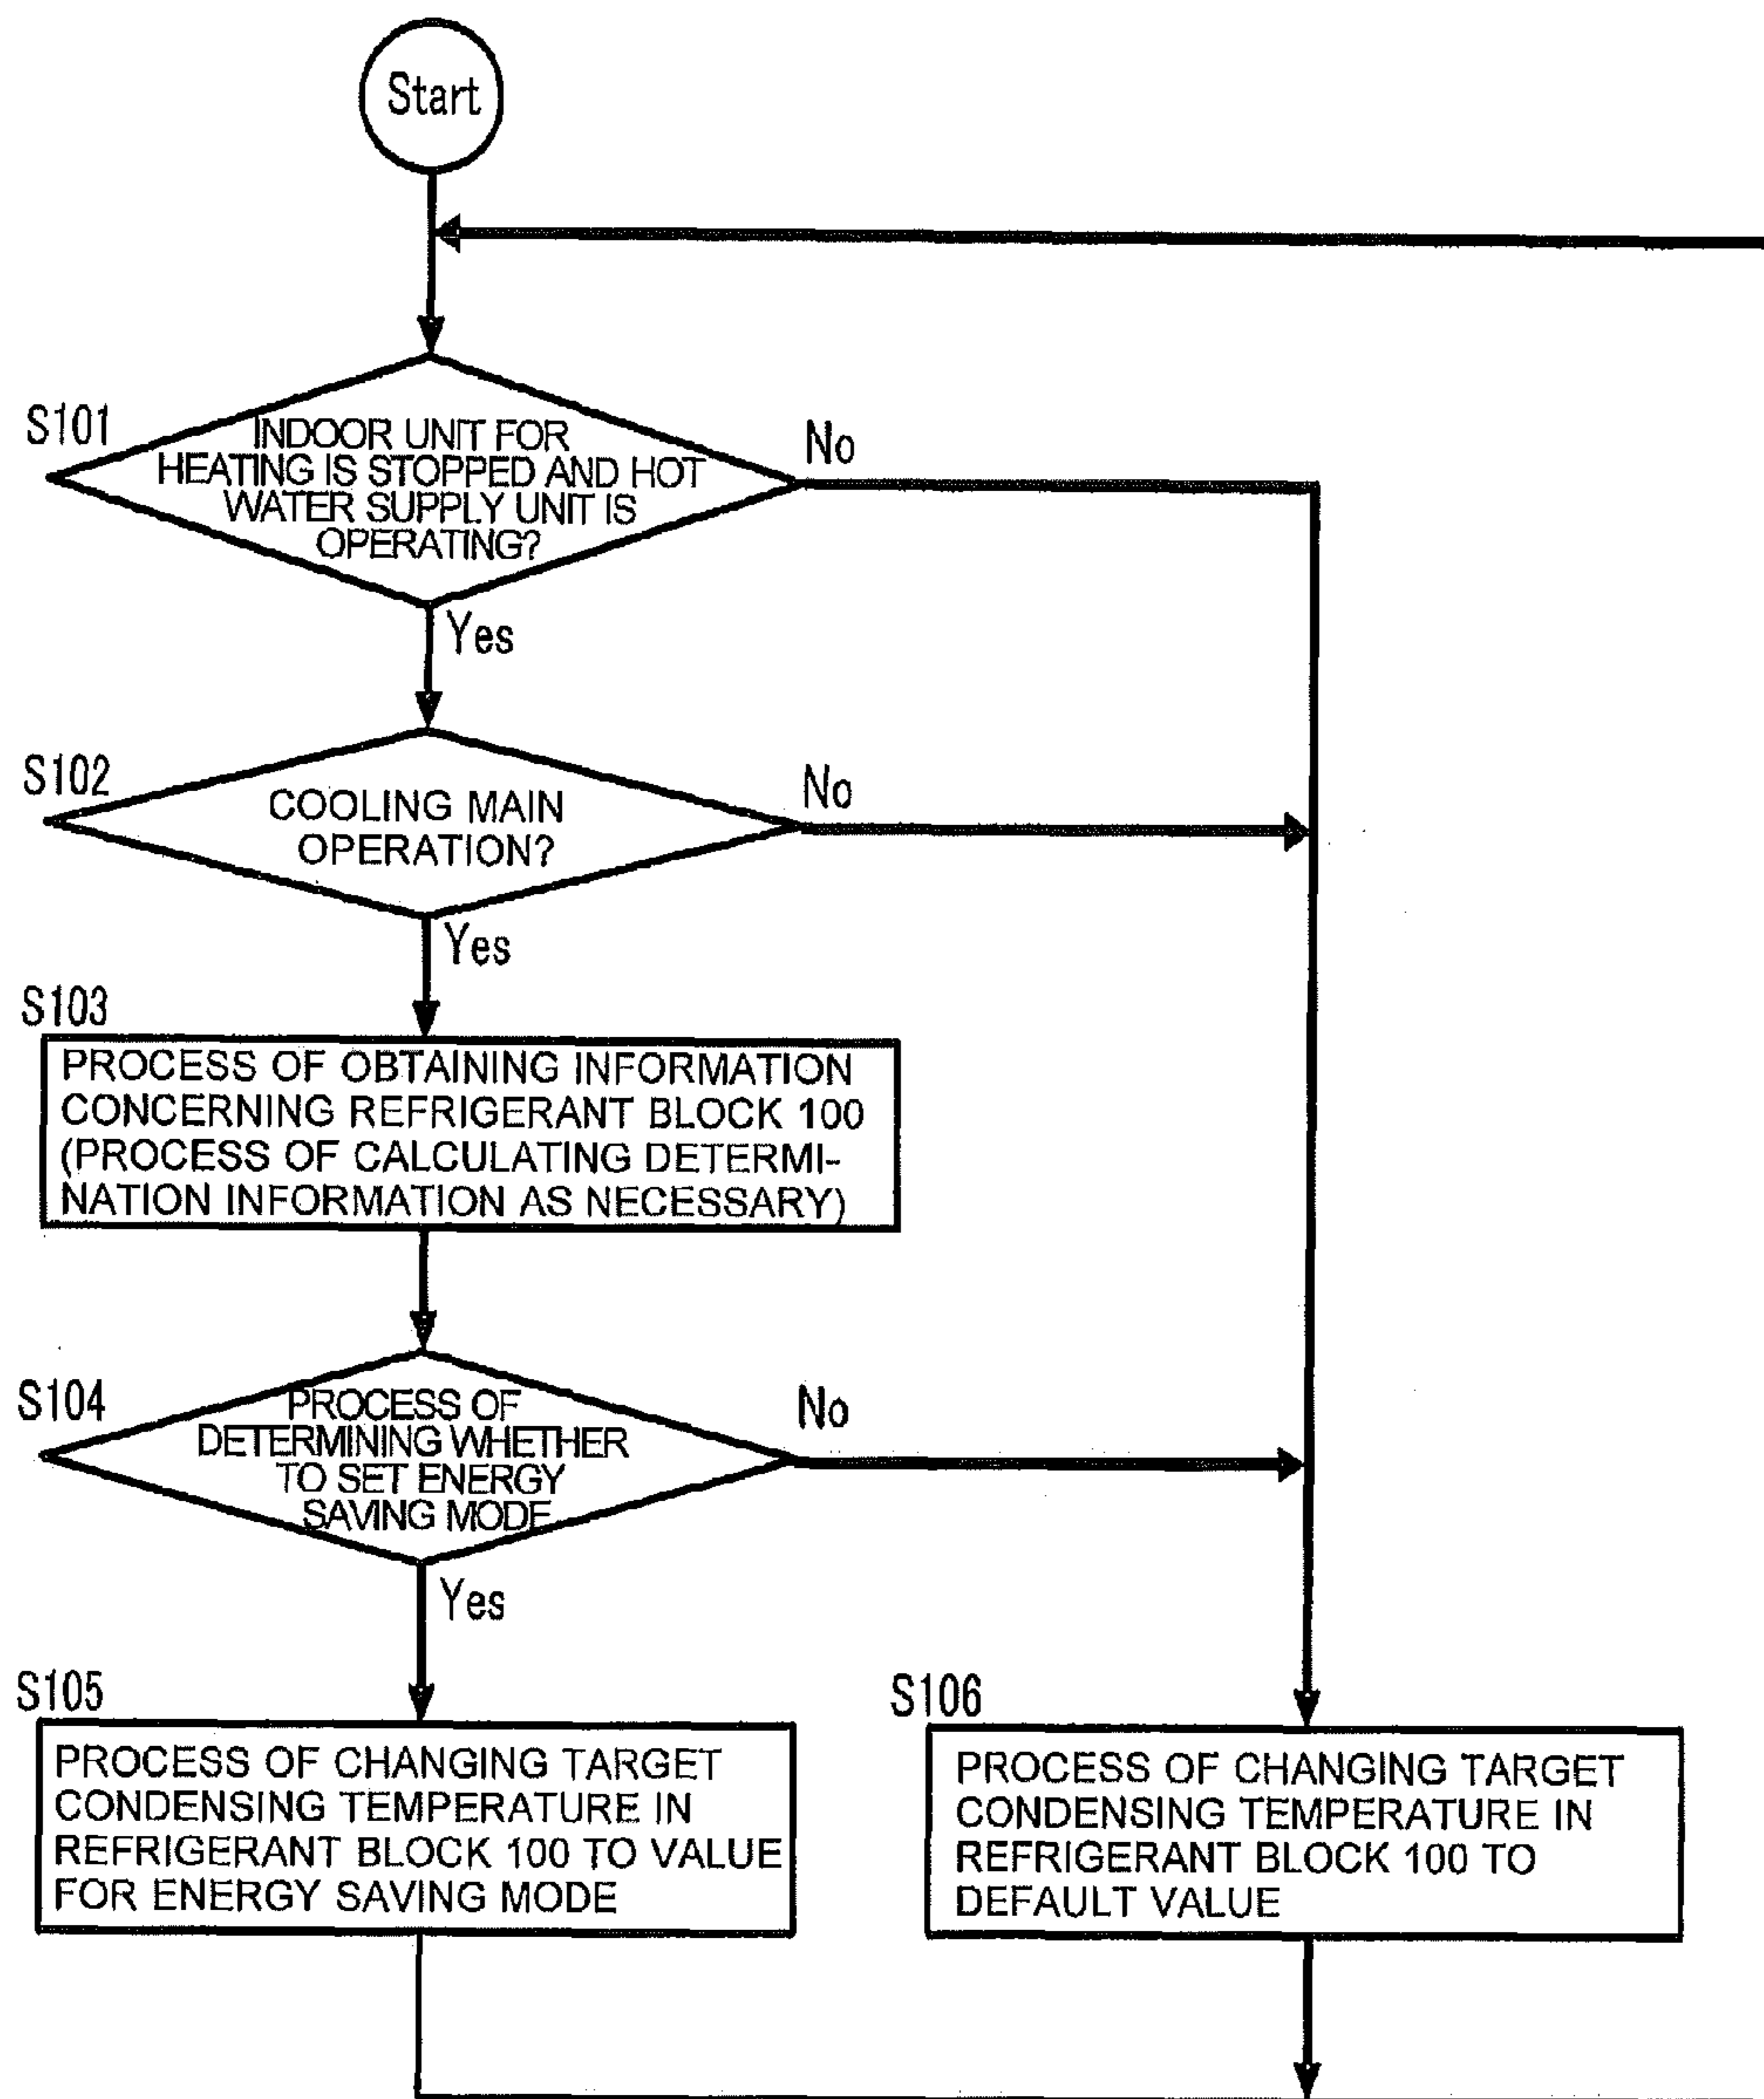 Start
S101
INDOOR UNIT FOR
HEATING IS STOPPED AND HOT
WATER SUPPLY UNIT IS
OPERATING?
No
Yes
S102
COOLING MAIN
OPERATION?
No
Yes
S103
PROCESS OF OBTAINING INFORMATION
CONCERNING REFRIGERANT BLOCK 100
(PROCESS OF CALCULATING DETERMI-
NATION INFORMATION AS NECESSARY)
S104
PROCESS OF
DETERMINING WHETHER
TO SET ENERGY
SAVING MODE
No
Yes
S105
PROCESS OF CHANGING TARGET
CONDENSING TEMPERATURE IN
REFRIGERANT BLOCK 100 TO VALUE
FOR ENERGY SAVING MODE
S106
PROCESS OF CHANGING TARGET
CONDENSING TEMPERATURE IN
REFRIGERANT BLOCK 100 TO
DEFAULT VALUE